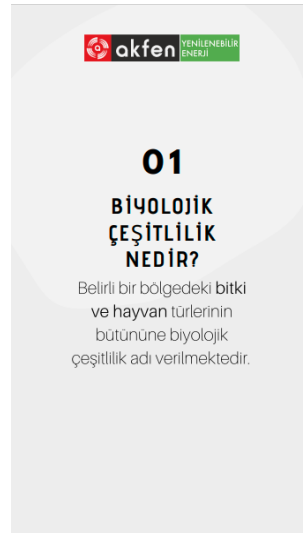 akfen YENİLENEBİLİR
ENERJİ
01
BİYOLOJİK
ÇEŞİTLİLİK
NEDİR?
Belirli bir bölgedeki bitki
ve hayvan türlerinin
bütününe biyolojik
çeşitlilik adı verilmektedir.